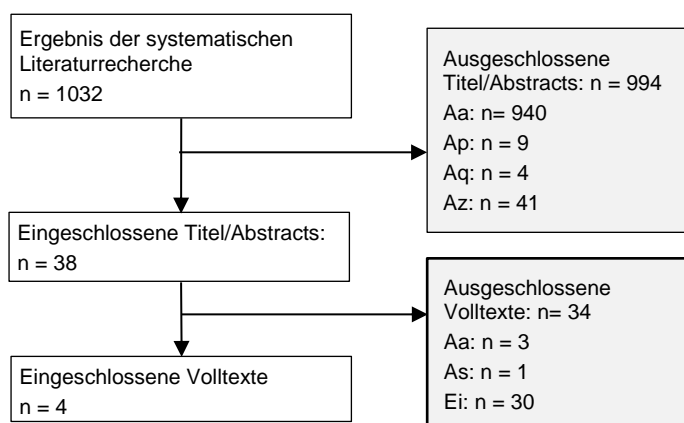 Ergebnis der systematischen
Literaturrecherche
n = 1032
Ausgeschlossene
Titel/Abstracts: n = 994
Aa: n= 940
Ap: n = 9
Aq: n = 4
Az: n = 41
Eingeschlossene Titel/Abstracts:
n = 38
Ausgeschlossene
Volltexte: n= 34
Aa: n = 3
As: n = 1
Ei: n = 30
Eingeschlossene Volltexte
n = 4